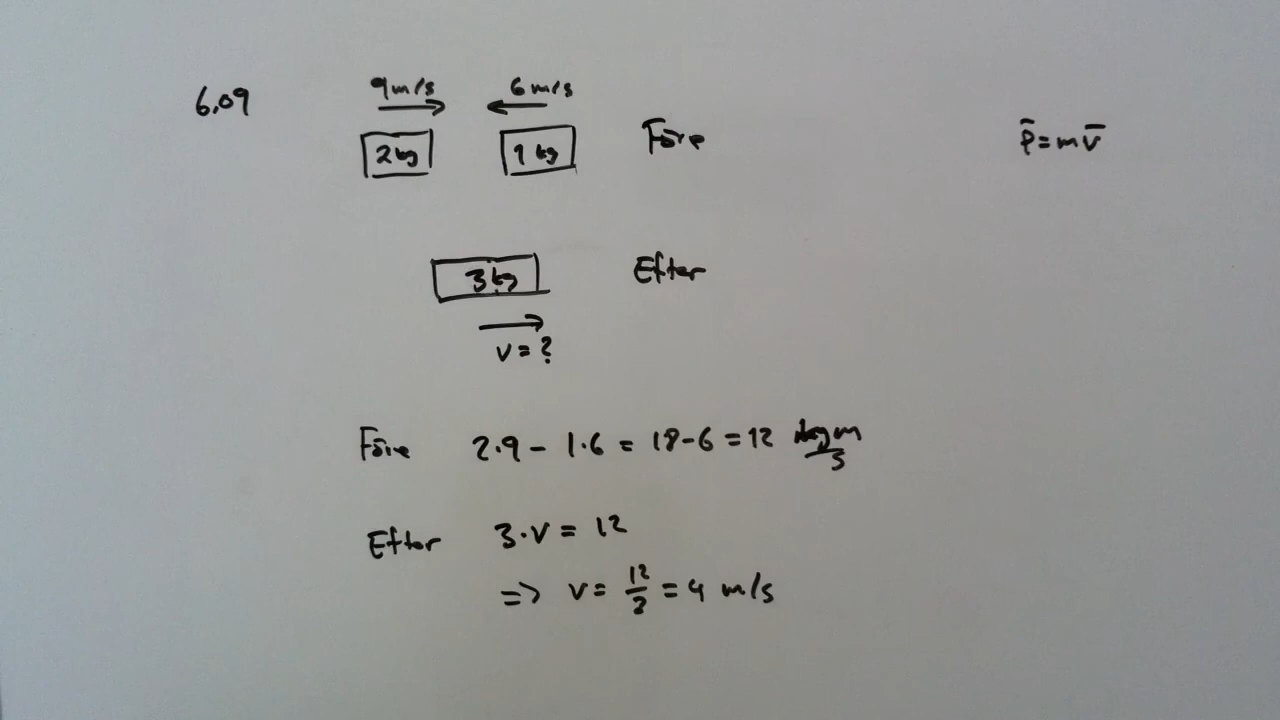 6.09
9 m/s 6 m/s
2 kg 1 kg Före p̄ = m v̄
3 kg Efter
v = ?
Före 2·9 - 1·6 = 18 - 6 = 12 kgm/s
Efter 3·v = 12
=> v = 12/3 = 4 m/s